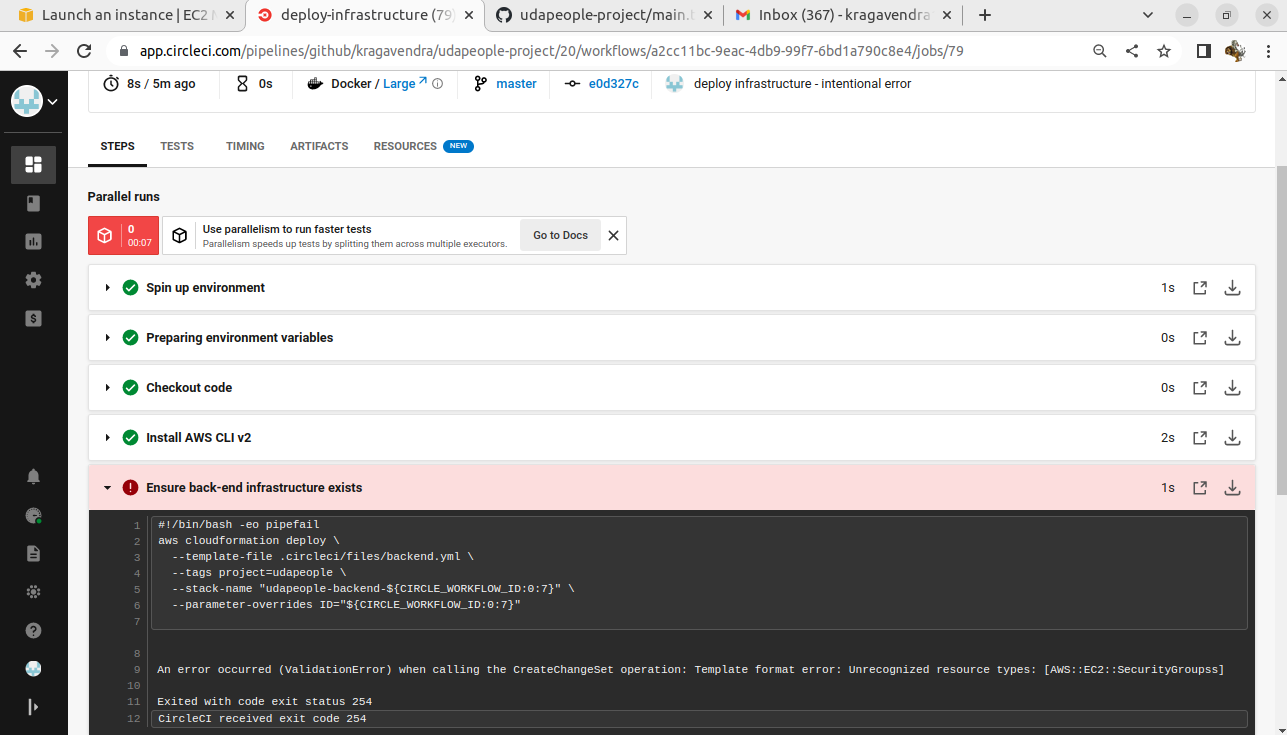 Launch an instance | EC2 M
deploy-infrastructure (79)
udapeople-project/main.t
Inbox (367) - kragavendra
app.circleci.com/pipelines/github/kragavendra/udapeople-project/20/workflows/a2cc11bc-9eac-4db9-99f7-6bd1a790c8e4/jobs/79
8s / 5m ago
0s
Docker / Large
master
e0d327c
deploy infrastructure - intentional error
STEPS
TESTS
TIMING
ARTIFACTS
RESOURCES NEW
Parallel runs
0
00:07
Use parallelism to run faster tests
Parallelism speeds up tests by splitting them across multiple executors.
Go to Docs
Spin up environment 1s
Preparing environment variables 0s
Checkout code 0s
Install AWS CLI v2 2s
Ensure back-end infrastructure exists 1s
1 #!/bin/bash -eo pipefail
2 aws cloudformation deploy \
3 --template-file .circleci/files/backend.yml \
4 --tags project=udapeople \
5 --stack-name "udapeople-backend-${CIRCLE_WORKFLOW_ID:0:7}" \
6 --parameter-overrides ID="${CIRCLE_WORKFLOW_ID:0:7}"
7
8
9 An error occurred (ValidationError) when calling the CreateChangeSet operation: Template format error: Unrecognized resource types: [AWS::EC2::SecurityGroupss]
10
11 Exited with code exit status 254
12 CircleCI received exit code 254